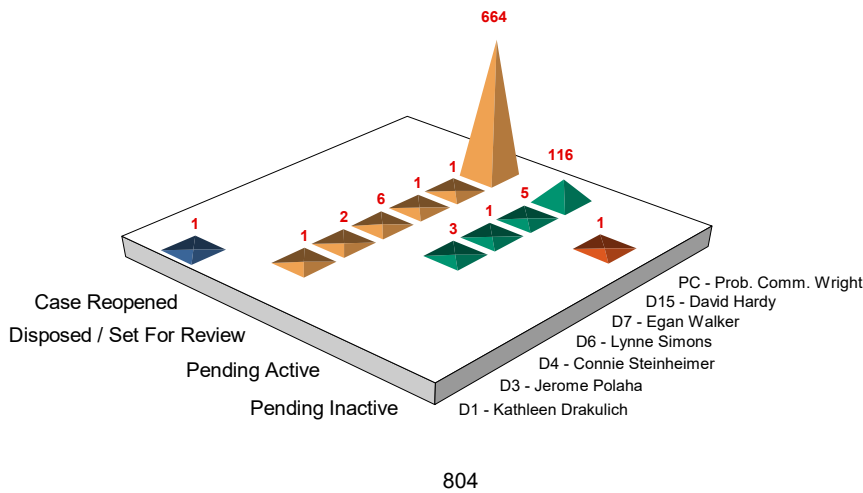 664
116
1
1
5
6
1
2
3
1
1
1
Case Reopened
Disposed / Set For Review
Pending Active
Pending Inactive
PC - Prob. Comm. Wright
D15 - David Hardy
D7 - Egan Walker
D6 - Lynne Simons
D4 - Connie Steinheimer
D3 - Jerome Polaha
D1 - Kathleen Drakulich
804